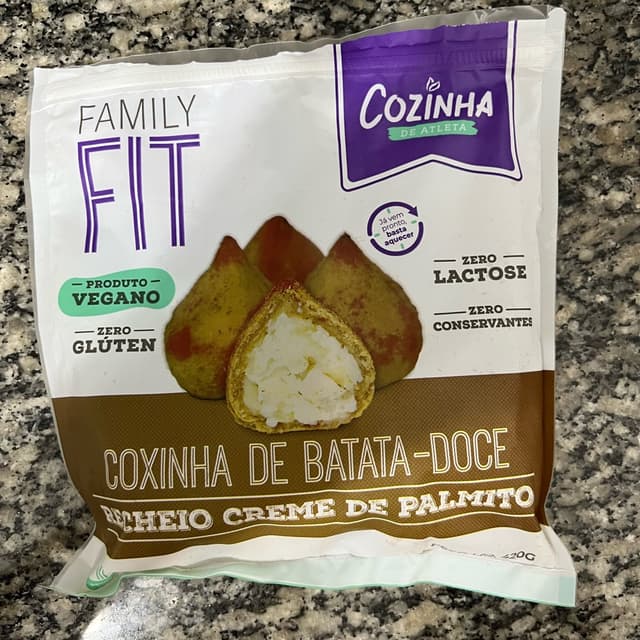 FAMILY
FIT
COZINHA
DE ATLETA
Já vem
pronto,
basta
aquecer
PRODUTO
VEGANO
ZERO
GLÚTEN
ZERO
LACTOSE
ZERO
CONSERVANTES
COXINHA DE BATATA-DOCE
RECHEIO CREME DE PALMITO
420G